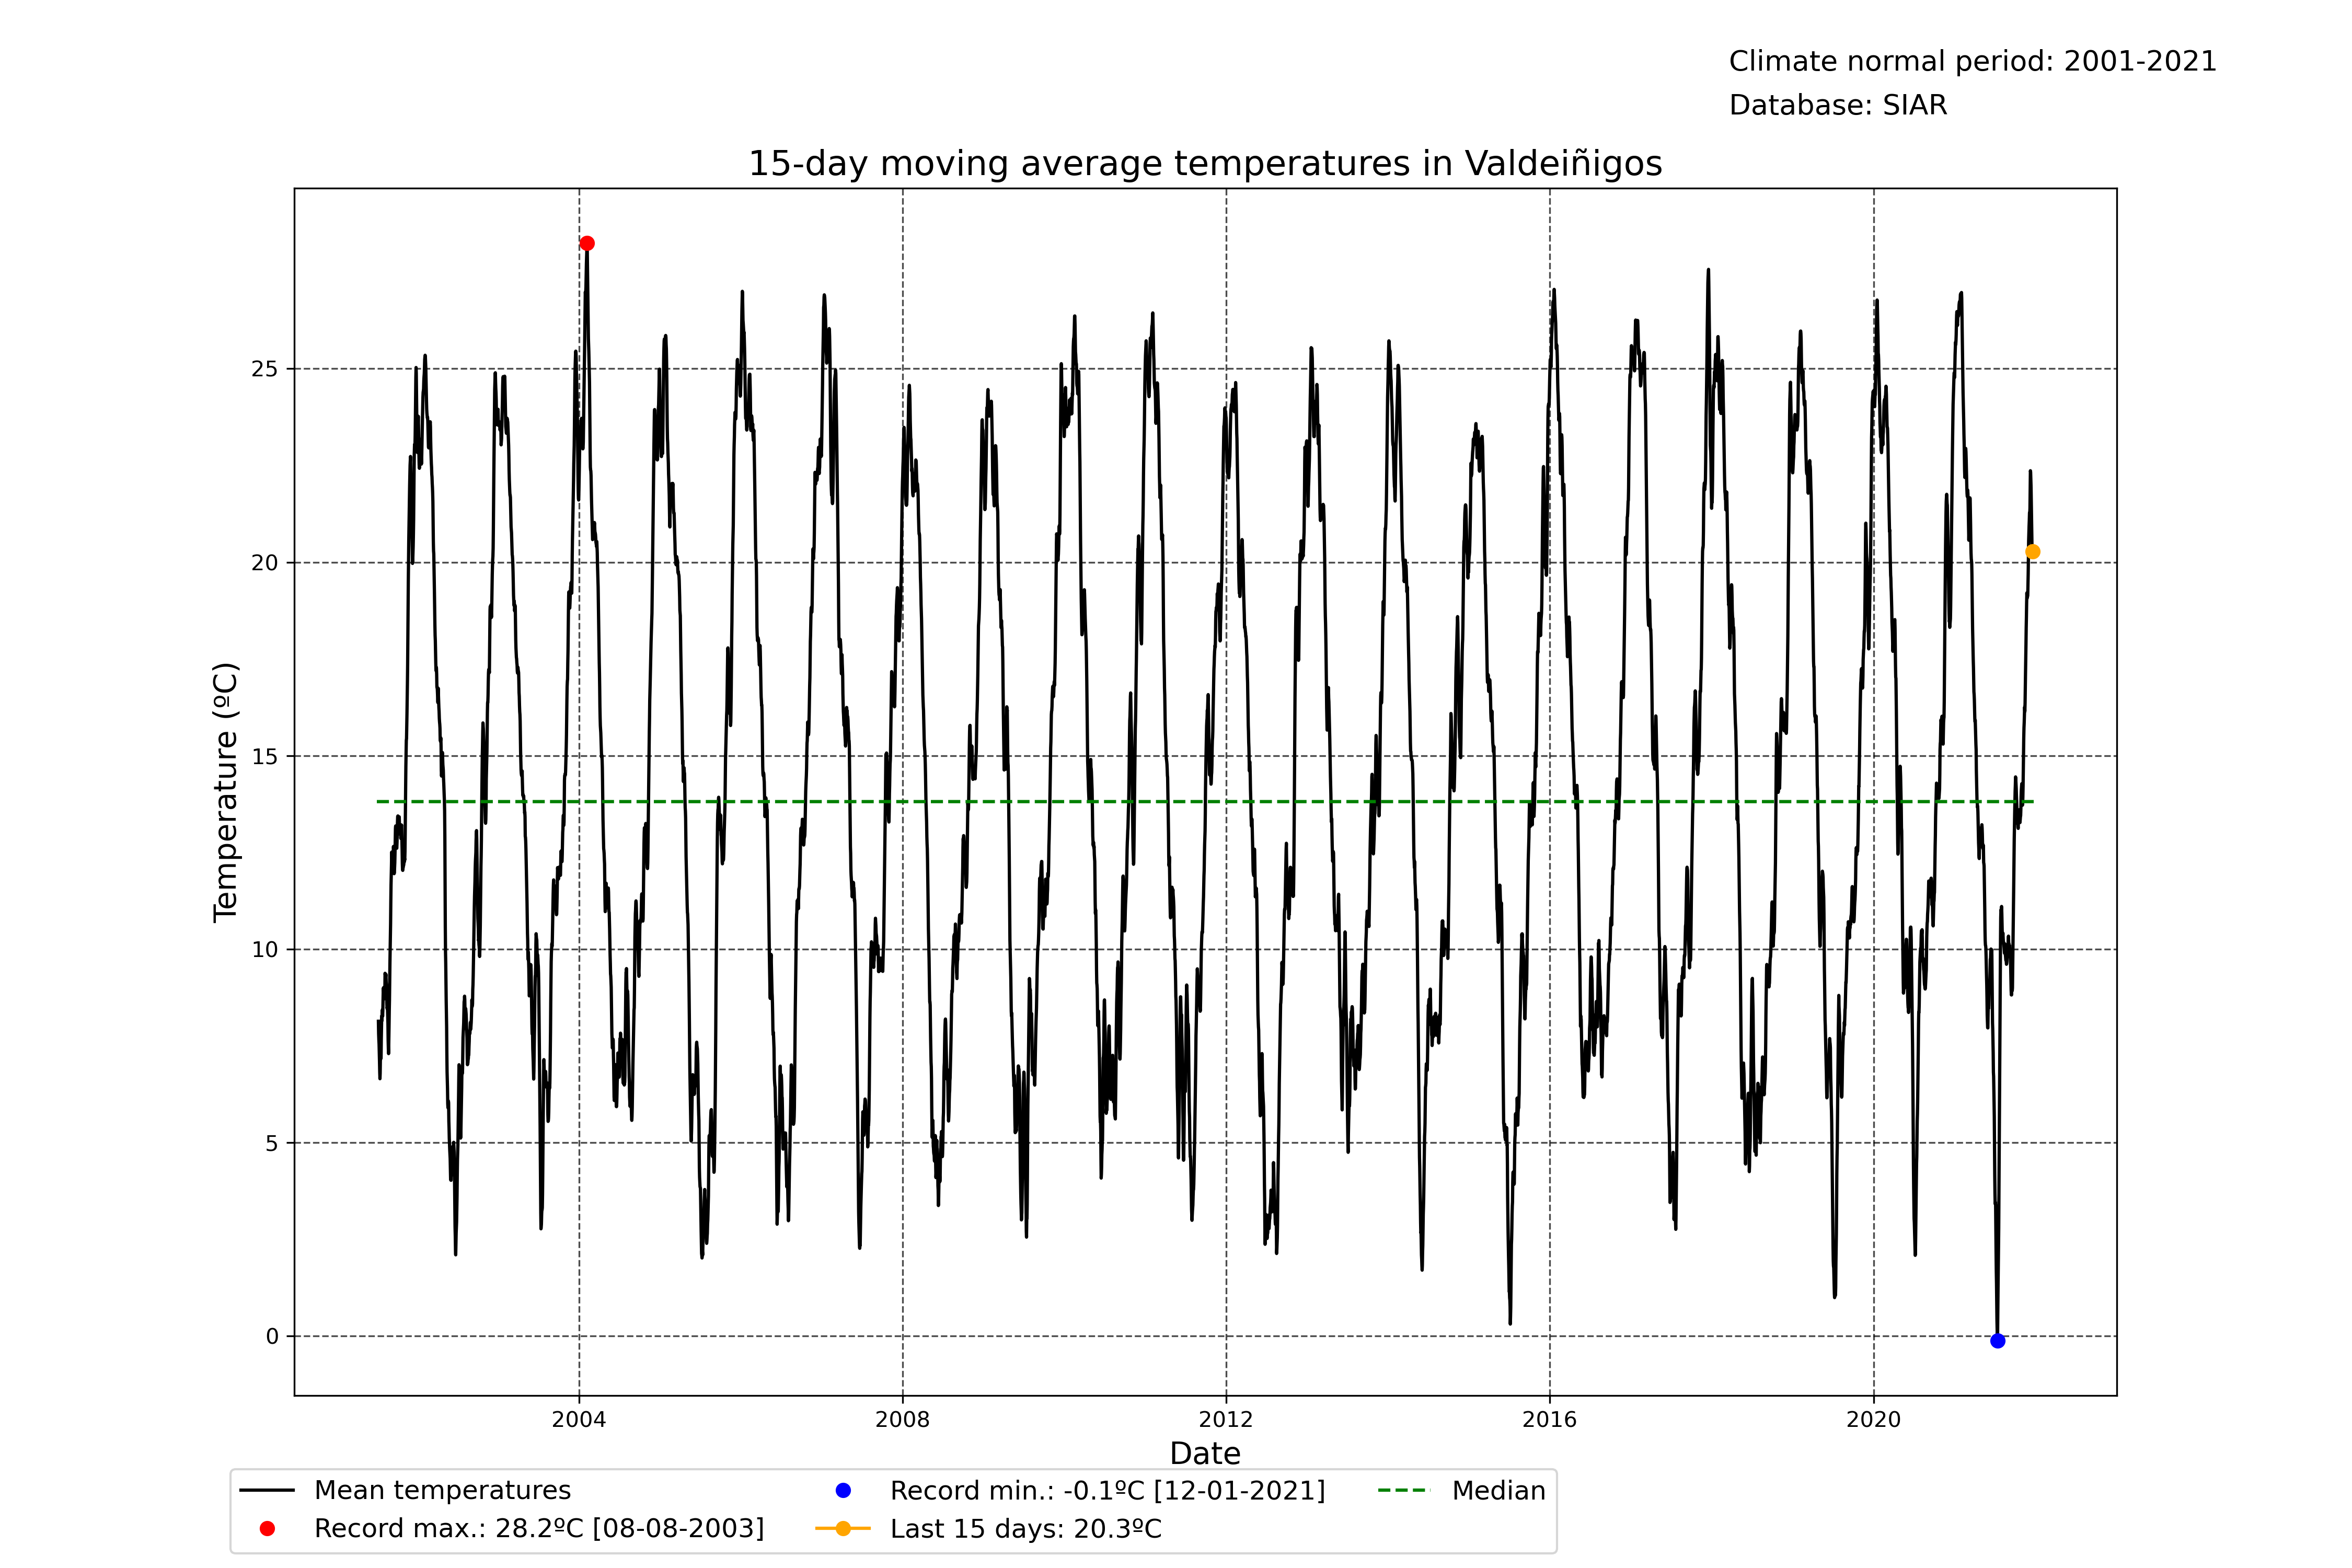 Climate normal period: 2001-2021
Database: SIAR
15-day moving average temperatures in Valdeiñigos
25
20
15
10
5
0
Temperature (ºC)
2004
2008
2012
2016
2020
Date
Mean temperatures
Record max.: 28.2ºC [08-08-2003]
Record min.: -0.1ºC [12-01-2021]
Last 15 days: 20.3ºC
Median